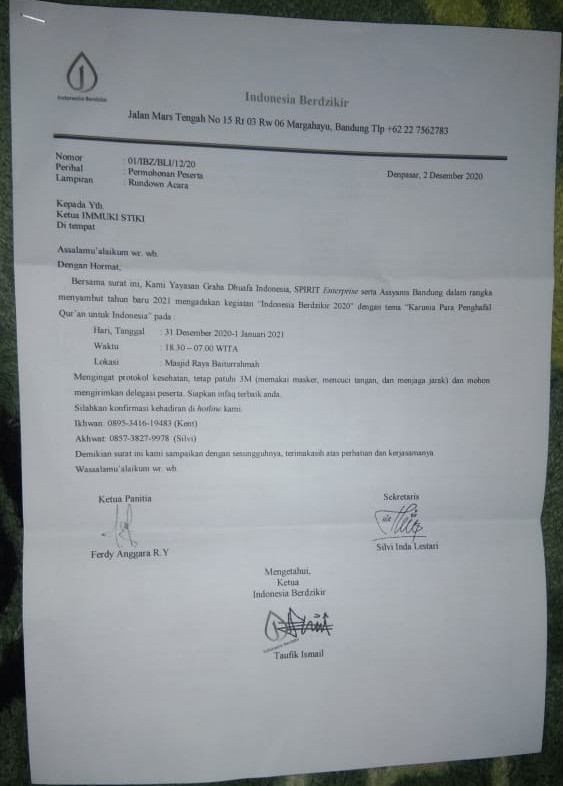 Indonesia Berdzikir
Indonesia Berdzikir
Jalan Mars Tengah No 15 Rt 03 Rw 06 Margahayu, Bandung Tlp +62 22 7562783
Nomor : 01/IBZ/BLI/12/20
Perihal : Permohonan Peserta
Lampiran : Rundown Acara
Denpasar, 2 Desember 2020
Kepada Yth.
Ketua IMMUKI STIKI
Di tempat
Assalamu'alaikum wr. wb.
Dengan Hormat,
Bersama surat ini, Kami Yayasan Graha Dhuafa Indonesia, SPIRIT Enterprise serta Assyams Bandung dalam rangka
menyambut tahun baru 2021 mengadakan kegiatan "Indonesia Berdzikir 2020" dengan tema "Karunia Para Penghafal
Qur'an untuk Indonesia" pada :
Hari, Tanggal : 31 Desember 2020-1 Januari 2021
Waktu : 18.30 – 07.00 WITA
Lokasi : Masjid Raya Baiturrahmah
Mengingat protokol kesehatan, tetap patuhi 3M (memakai masker, mencuci tangan, dan menjaga jarak) dan mohon
mengirimkan delegasi peserta. Siapkan infaq terbaik anda.
Silahkan konfirmasi kehadiran di hotline kami:
Ikhwan: 0895-3416-19483 (Kent)
Akhwat: 0857-3827-9978 (Silvi)
Demikian surat ini kami sampaikan dengan sesungguhnya, terimakasih atas perhatian dan kerjasamanya.
Wassalamu'alaikum wr. wb.
Ketua Panitia
Sekretaris
Ferdy Anggara R.Y
Silvi Inda Lestari
Mengetahui,
Ketua
Indonesia Berdzikir
Taufik Ismail